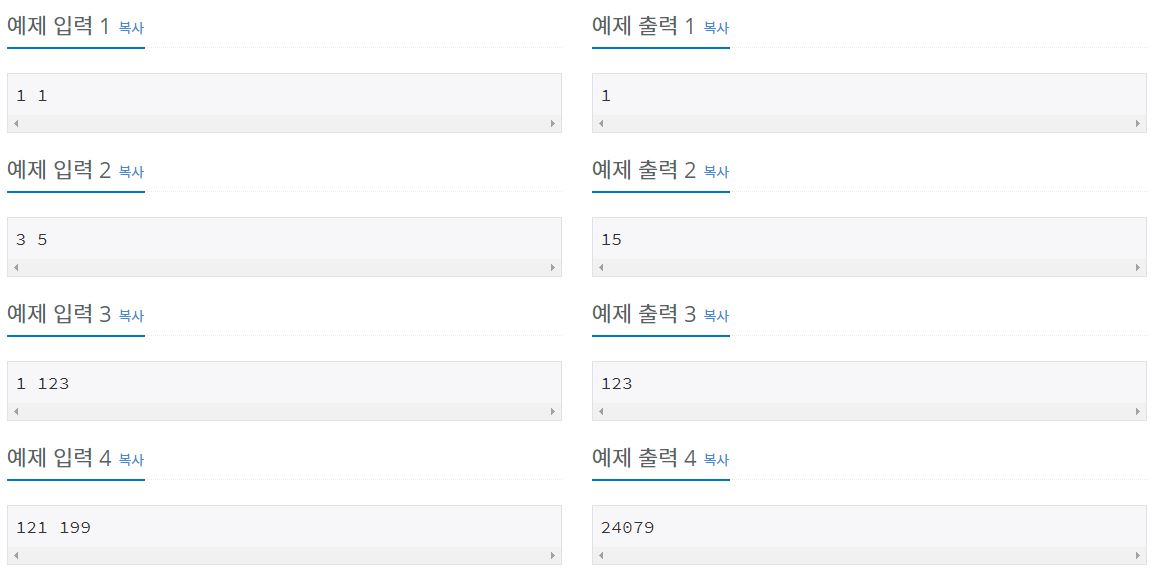 예제 입력 1 복사
예제 출력 1 복사
1 1
1
예제 입력 2 복사
예제 출력 2 복사
3 5
15
예제 입력 3 복사
예제 출력 3 복사
1 123
123
예제 입력 4 복사
예제 출력 4 복사
121 199
24079